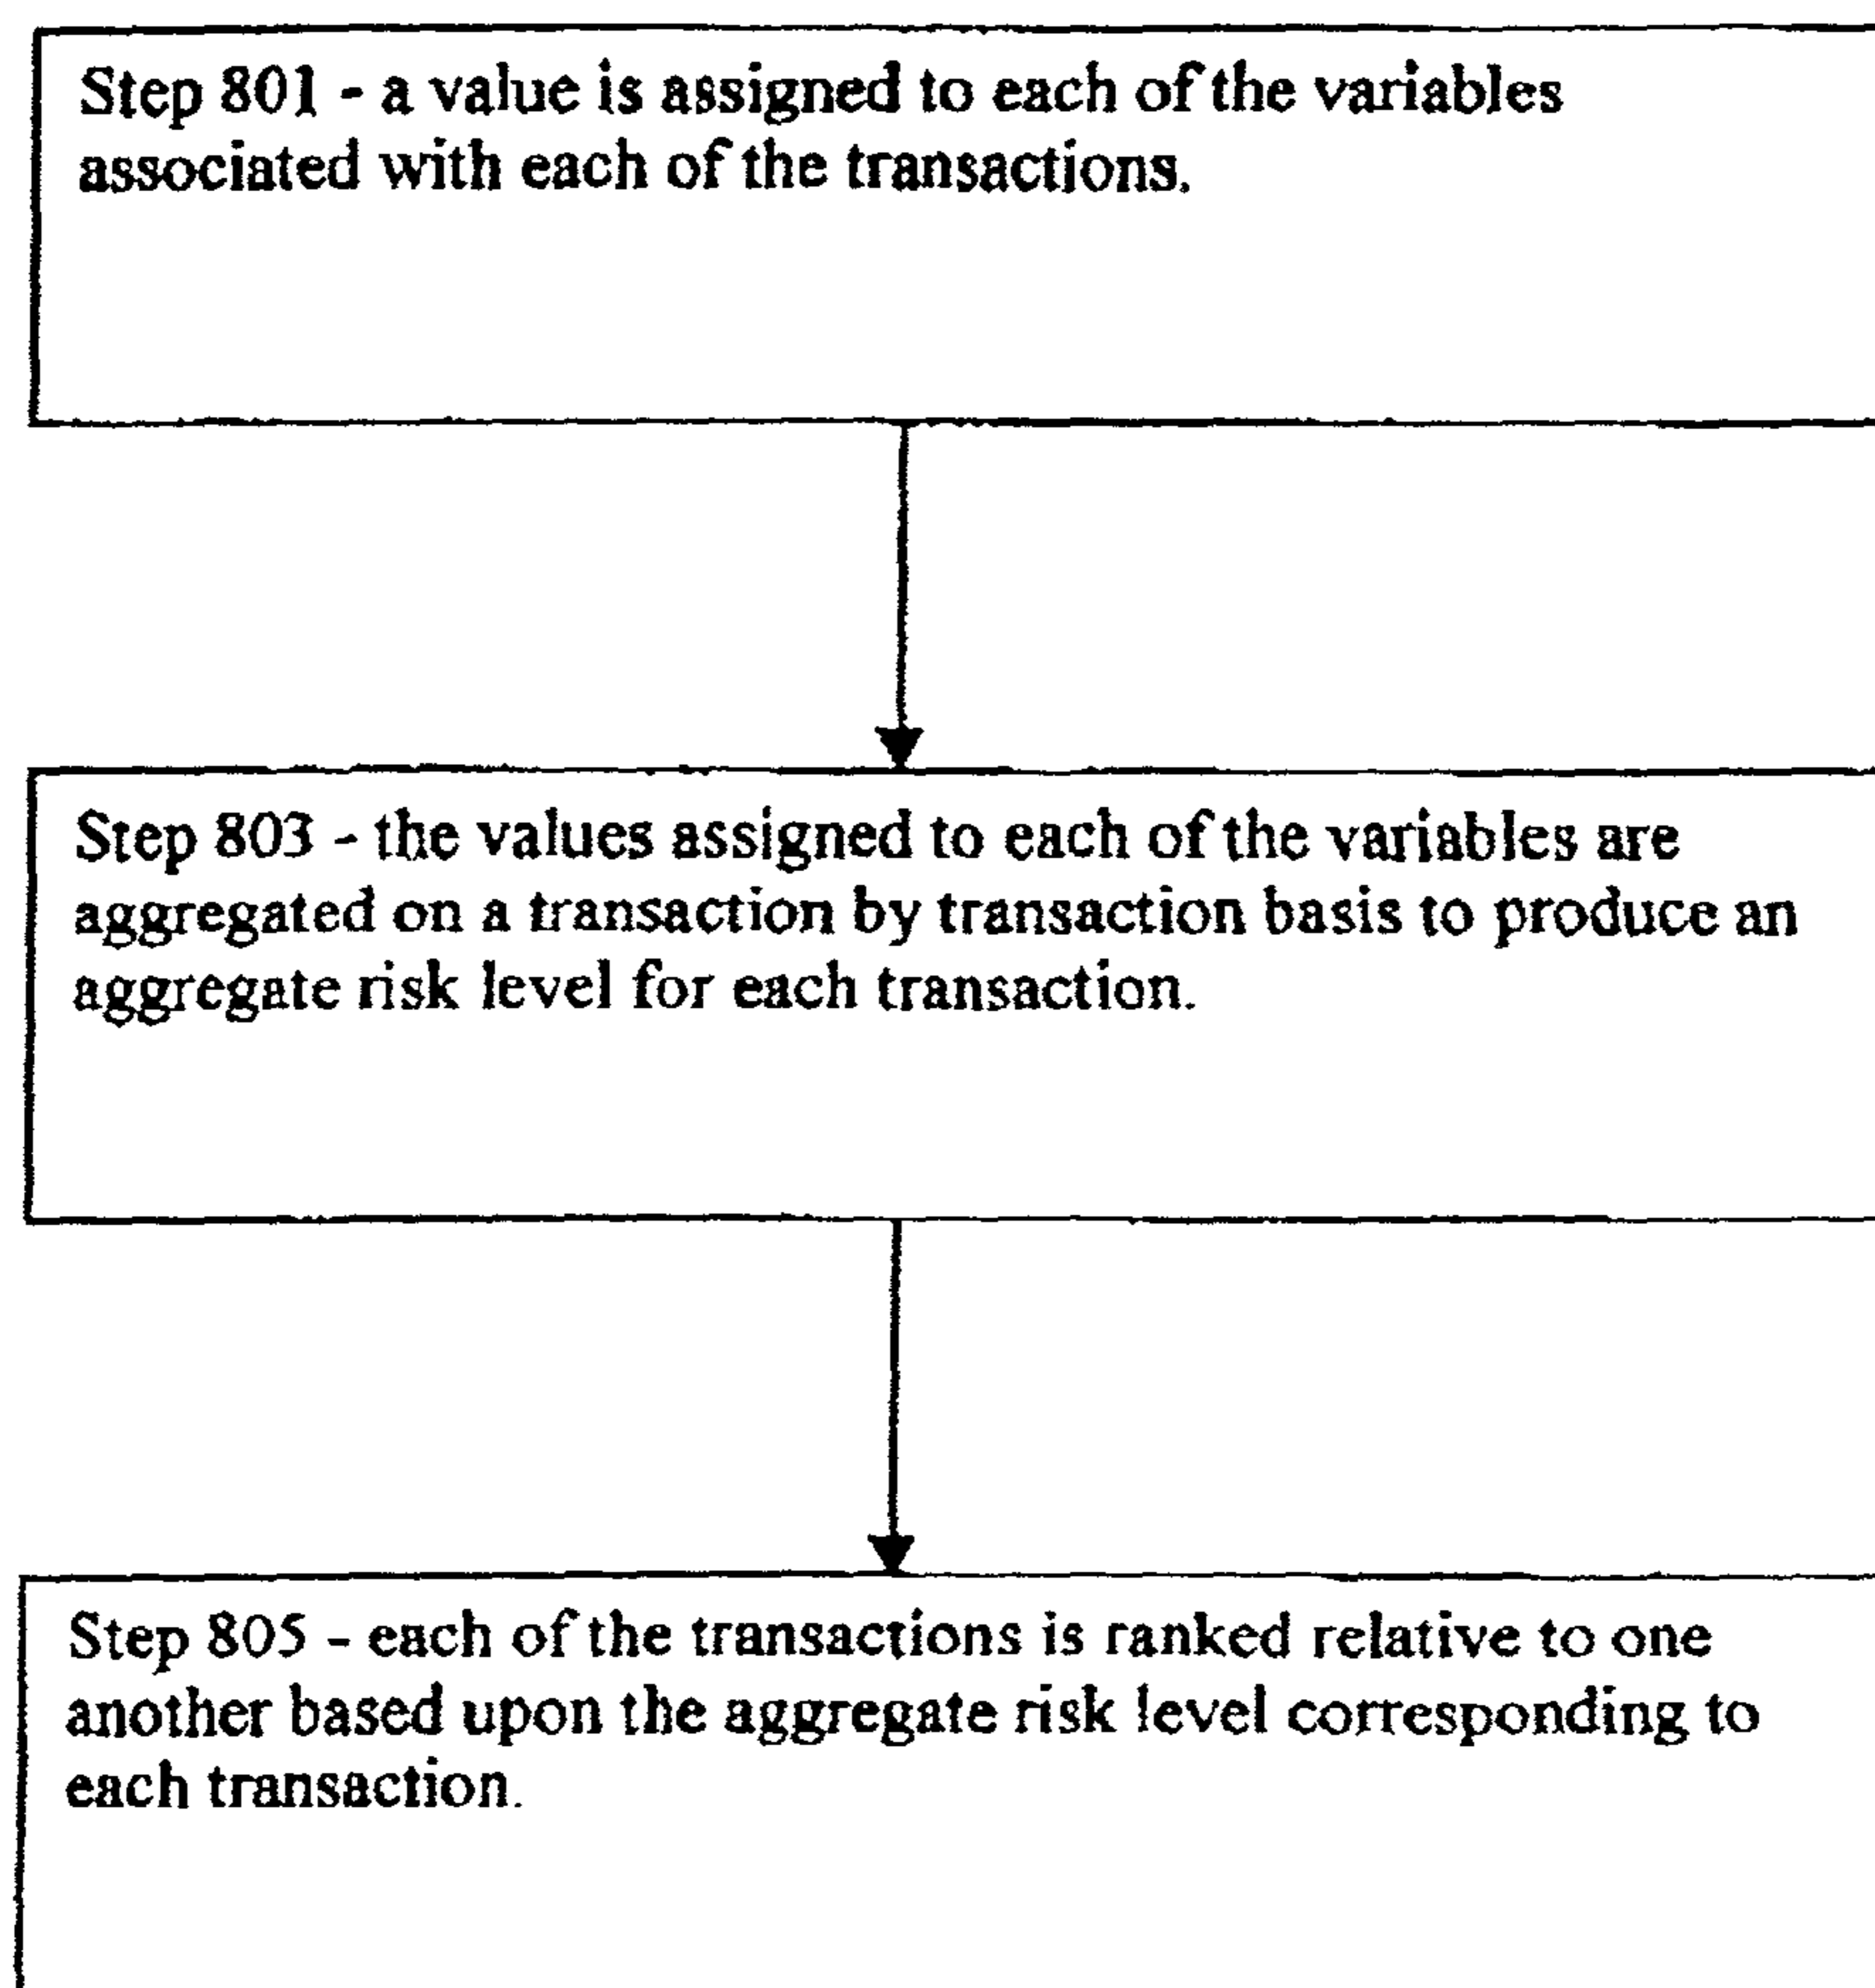 Step 801 - a value is assigned to each of the variables
associated with each of the transactions.
Step 803 - the values assigned to each of the variables are
aggregated on a transaction by transaction basis to produce an
aggregate risk level for each transaction.
Step 805 - each of the transactions is ranked relative to one
another based upon the aggregate risk level corresponding to
each transaction.